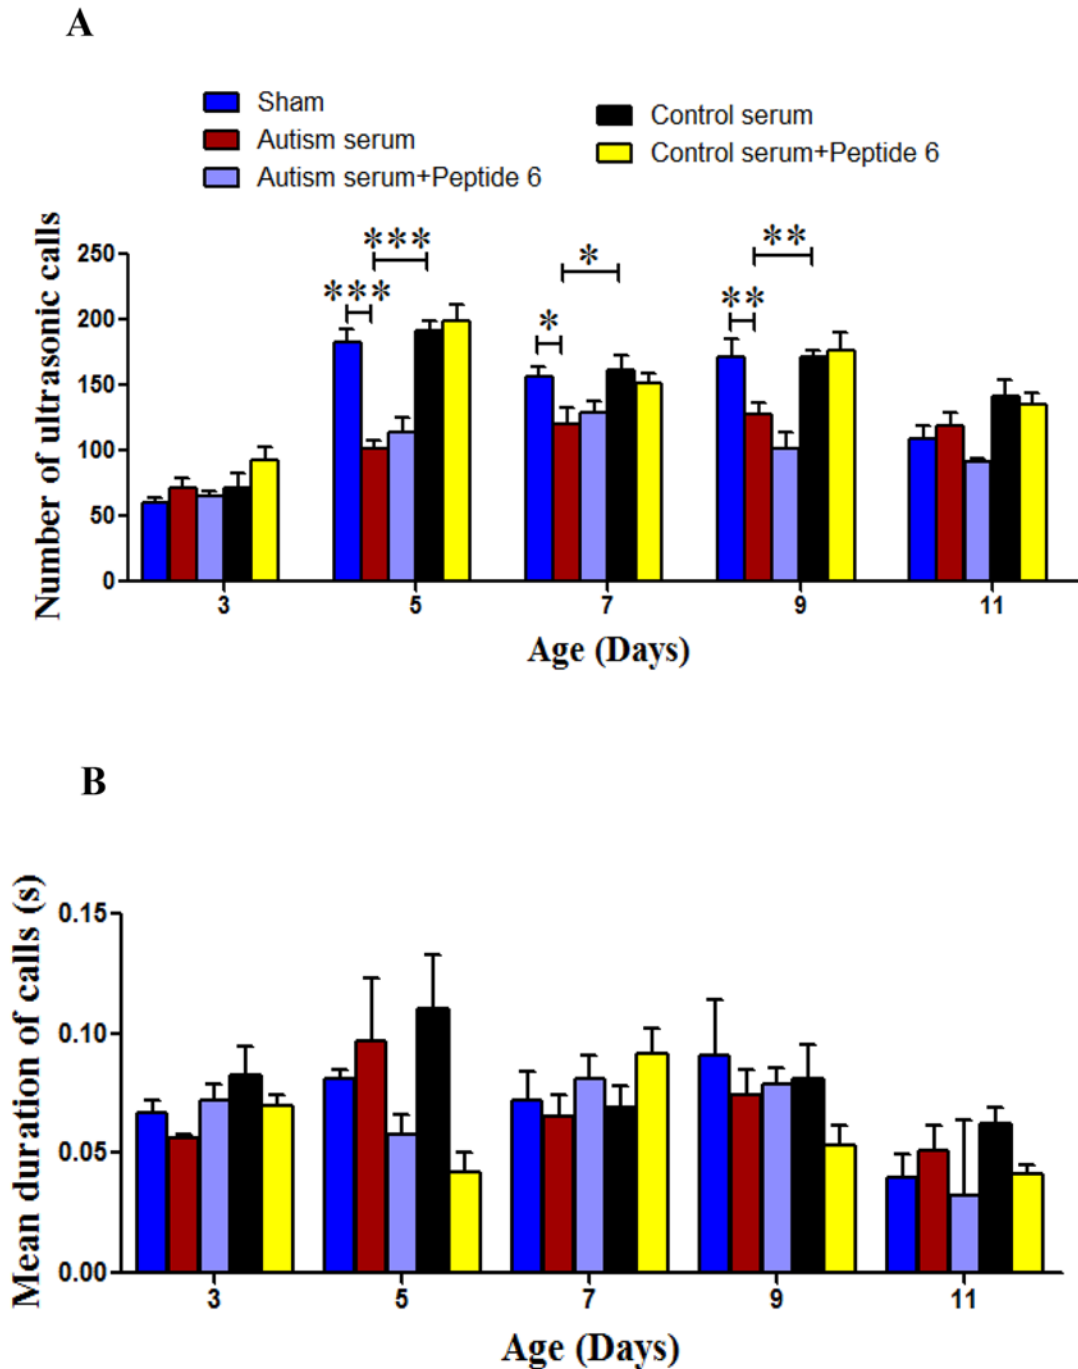 A
Sham
Autism serum
Autism serum+Peptide 6
Control serum
Control serum+Peptide 6
Number of ultrasonic calls
250
200
150
100
50
0
***
***
*
*
**
**
3 5 7 9 11
Age (Days)
B
Mean duration of calls (s)
0.15
0.10
0.05
0.00
3 5 7 9 11
Age (Days)